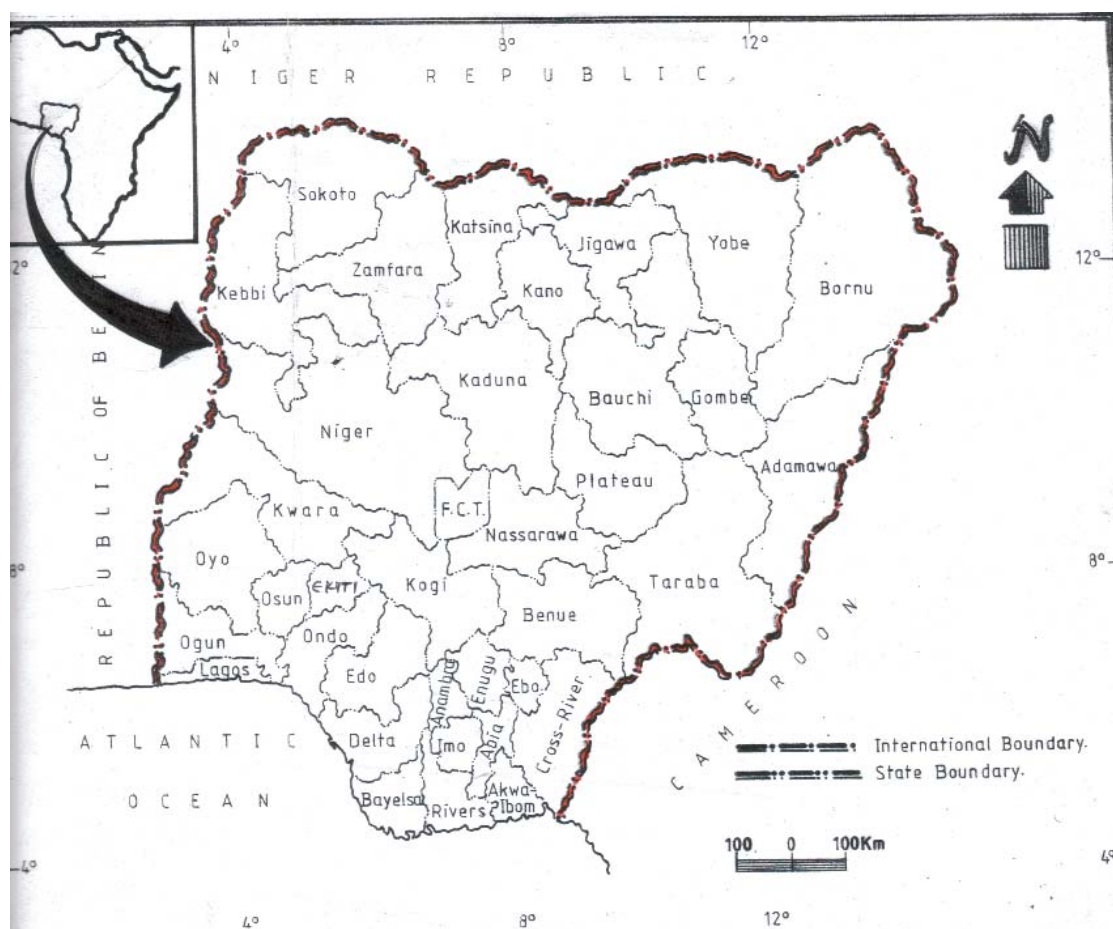 4° 8° 12°
NIGER REPUBLIC
N
Sokoto
Katsina
Jigawa
Yobe
2° 12°
Kebbi
Zamfara
Kano
Bornu
REPUBLIC OF BENIN
Kaduna
Bauchi
Gombe
Niger
Adamawa
Plateau
Kwara
F.C.T.
Nassarawa
Oyo
8° 8°
Osun
EKITI
Kogi
Taraba
Benue
Ogun
Ondo
Lagos
Edo
Anambra
Enugu
Ebo
Cross-River
CAMEROON
ATLANTIC
OCEAN
Delta
Imo
Abia
International Boundary.
State Boundary.
Bayelsa
Rivers
Akwa-
Ibom
100 0 100Km
4° 4°
4° 8° 12°